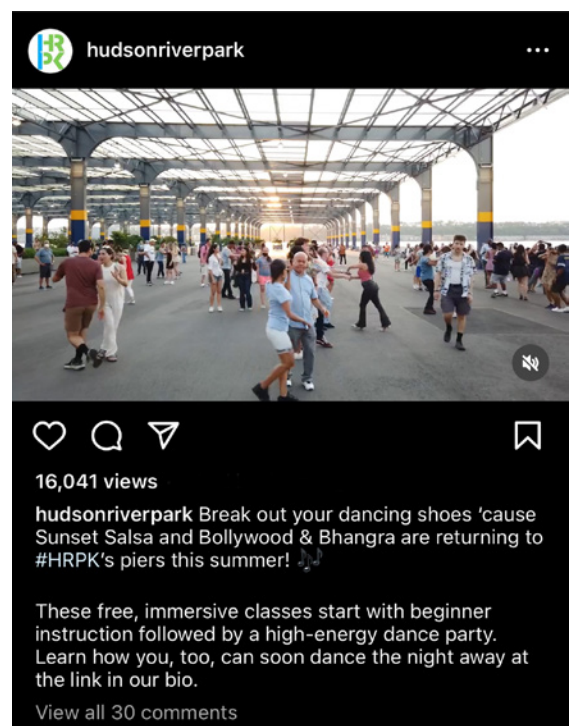 HR
PK
hudsonriverpark
16,041 views
hudsonriverpark Break out your dancing shoes ‘cause
Sunset Salsa and Bollywood & Bhangra are returning to
#HRPK’s piers this summer! 🎶
These free, immersive classes start with beginner
instruction followed by a high-energy dance party.
Learn how you, too, can soon dance the night away at
the link in our bio.
View all 30 comments